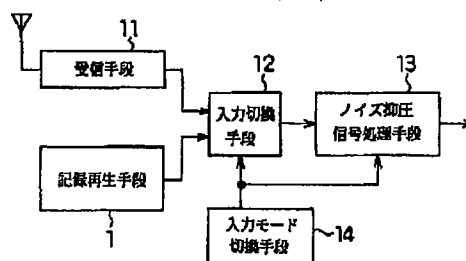 11
受信手段
12
入力切換
手段
13
ノイズ抑圧
信号処理手段
記録再生手段
1
入力モード
切換手段
14